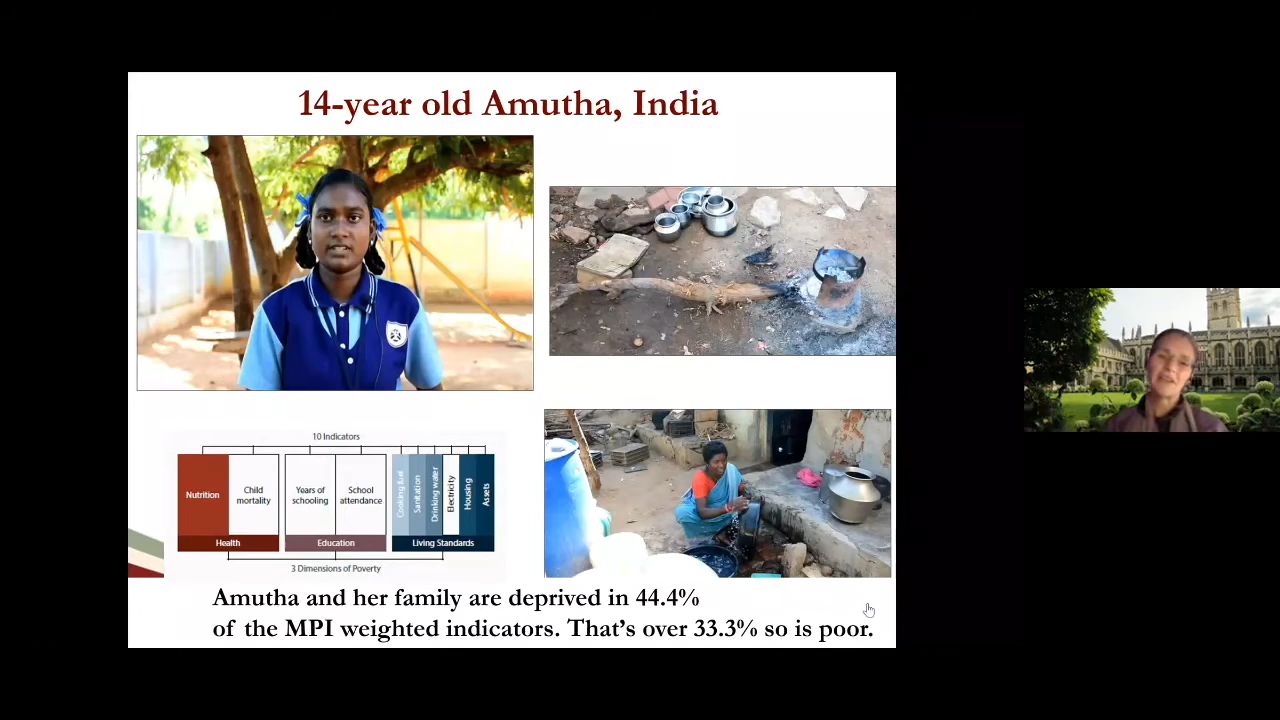 14-year old Amutha, India
10 Indicators
Nutrition
Child
mortality
Years of
schooling
School
attendance
Cooking fuel
Sanitation
Drinking water
Electricity
Housing
Assets
Health
Education
Living Standards
3 Dimensions of Poverty
Amutha and her family are deprived in 44.4%
of the MPI weighted indicators. That's over 33.3% so is poor.